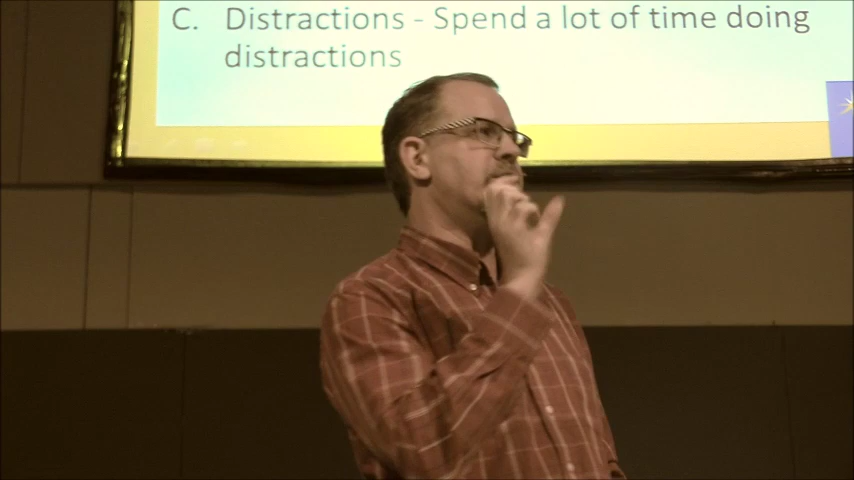 C. Distractions - Spend a lot of time doing
distractions